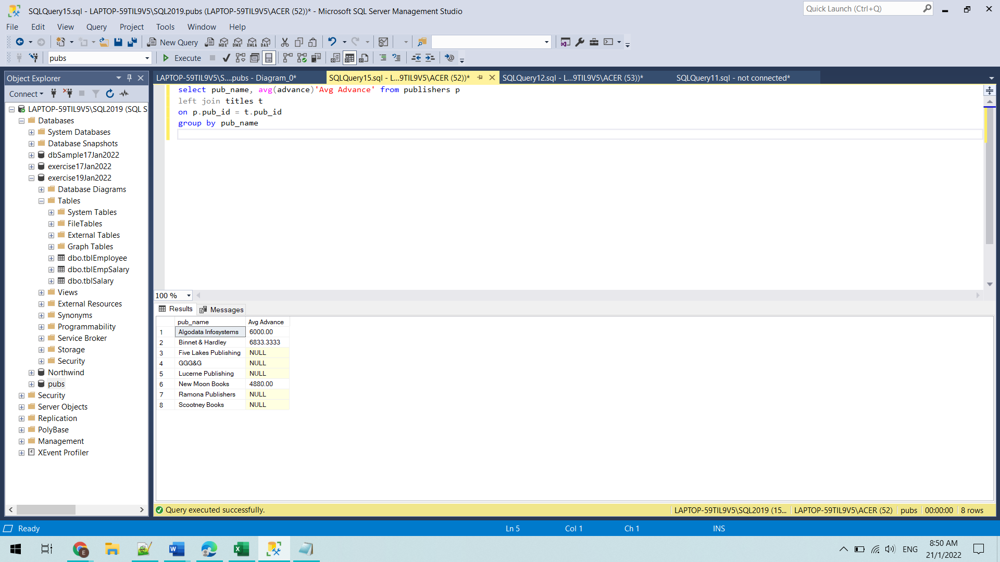 SQLQuery15.sql - LAPTOP-59TIL9V5\SQL2019.pubs (LAPTOP-59TIL9V5\ACER (52))* - Microsoft SQL Server Management Studio
Quick Launch (Ctrl+Q)
File Edit View Query Project Tools Window Help
New Query MDX DMX XMLA DAX
pubs Execute
Object Explorer
LAPTOP-59TIL9V5\S....pubs - Diagram_0* SQLQuery15.sql - L...9TIL9V5\ACER (52))* SQLQuery12.sql - L...9TIL9V5\ACER (53))* SQLQuery11.sql - not connected*
Connect
LAPTOP-59TIL9V5\SQL2019 (SQL S
Databases
System Databases
Database Snapshots
dbSample17Jan2022
exercise17Jan2022
exercise19Jan2022
Database Diagrams
Tables
System Tables
FileTables
External Tables
Graph Tables
dbo.tblEmployee
dbo.tblEmpSalary
dbo.tblSalary
Views
External Resources
Synonyms
Programmability
Service Broker
Storage
Security
Northwind
pubs
Security
Server Objects
Replication
PolyBase
Management
XEvent Profiler
select pub_name, avg(advance)'Avg Advance' from publishers p
left join titles t
on p.pub_id = t.pub_id
group by pub_name
100 %
Results Messages
pub_name Avg Advance
1 Algodata Infosystems 6000.00
2 Binnet & Hardley 6833.3333
3 Five Lakes Publishing NULL
4 GGG&G NULL
5 Lucerne Publishing NULL
6 New Moon Books 4880.00
7 Ramona Publishers NULL
8 Scootney Books NULL
Query executed successfully. LAPTOP-59TIL9V5\SQL2019 (15... LAPTOP-59TIL9V5\ACER (52) pubs 00:00:00 8 rows
Ready Ln 5 Col 1 Ch 1 INS
ENG 8:50 AM
21/1/2022